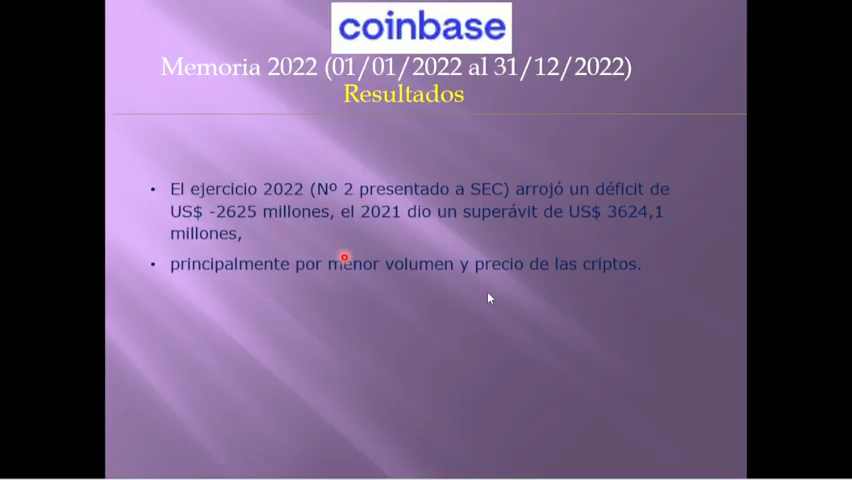 coinbase
Memoria 2022 (01/01/2022 al 31/12/2022)
Resultados
• El ejercicio 2022 (Nº 2 presentado a SEC) arrojó un déficit de
US$ -2625 millones, el 2021 dio un superávit de US$ 3624,1
millones,
• principalmente por menor volumen y precio de las criptos.